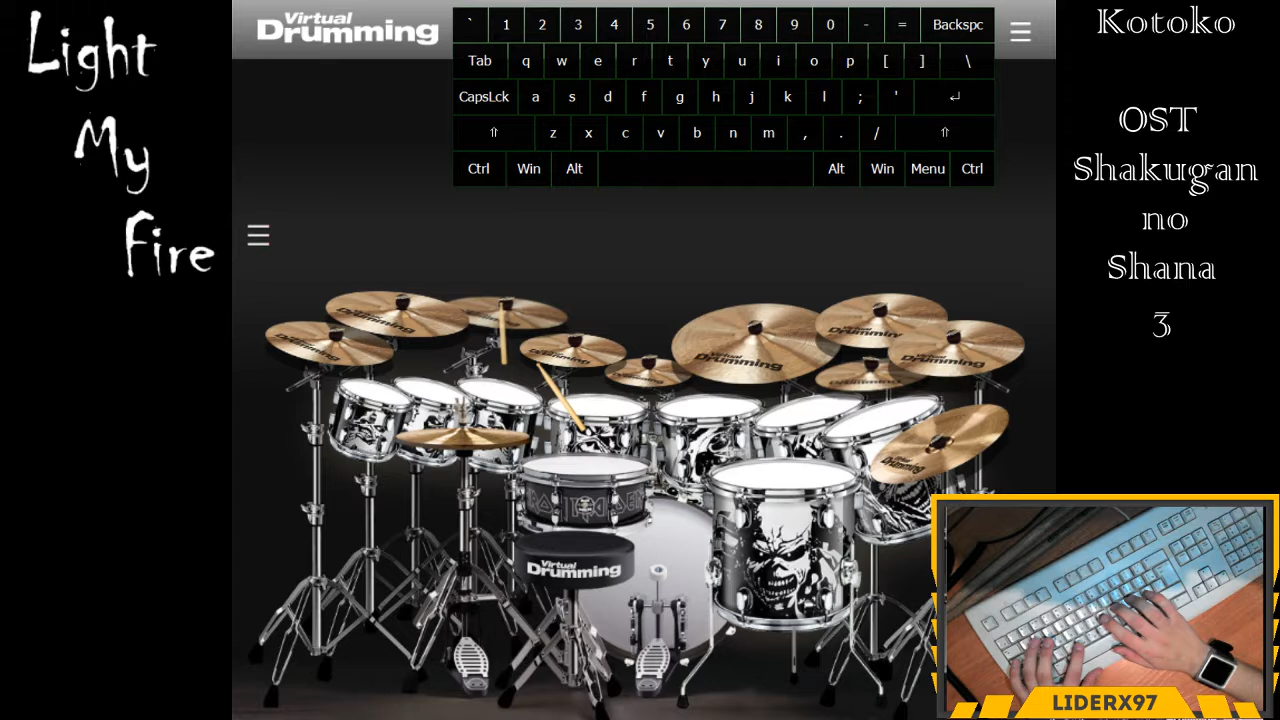 Light
My
Fire
Virtual
Drumming
` 1 2 3 4 5 6 7 8 9 0 - = Backspc
Tab q w e r t y u i o p [ ] \
CapsLck a s d f g h j k l ; ' ↵
⇧ z x c v b n m , . / ⇧
Ctrl Win Alt Alt Win Menu Ctrl
Kotoko
OST
Shakugan
no
Shana
3
Virtual
Drumming
LIDERX97